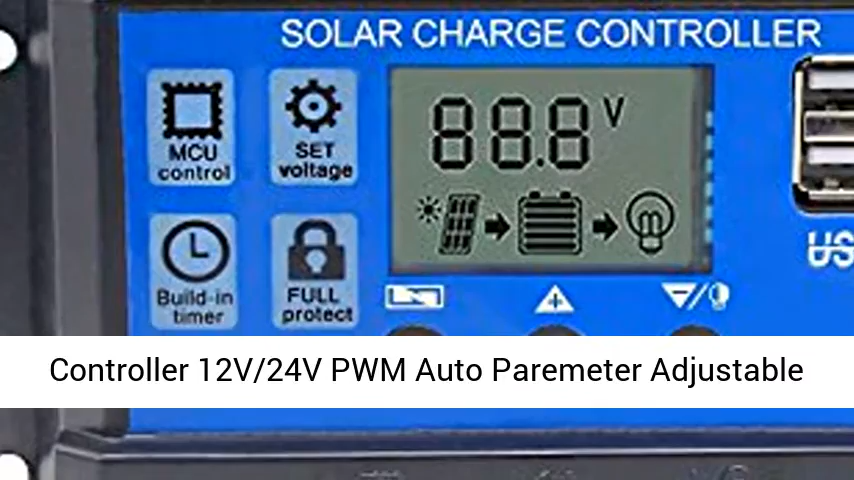 SOLAR CHARGE CONTROLLER
MCU
control
SET
voltage
88.8 V
Build-in
timer
FULL
protect
US
Controller 12V/24V PWM Auto Paremeter Adjustable